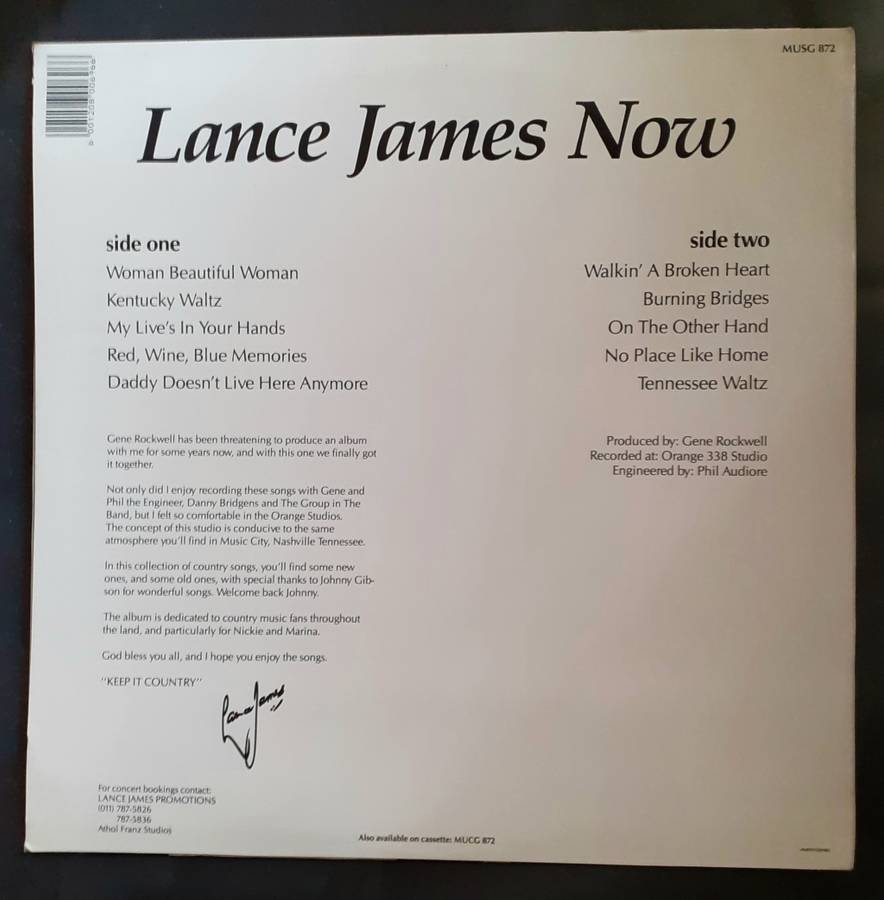 MUSG 872
Lance James Now
side one
Woman Beautiful Woman
Kentucky Waltz
My Live's In Your Hands
Red, Wine, Blue Memories
Daddy Doesn't Live Here Anymore
side two
Walkin' A Broken Heart
Burning Bridges
On The Other Hand
No Place Like Home
Tennessee Waltz
Gene Rockwell has been threatening to produce an album
with me for some years now, and with this one we finally got
it together.
Not only did I enjoy recording these songs with Gene and
Phil the Engineer, Danny Bridgens and The Group in The
Band, but I felt so comfortable in the Orange Studios.
The concept of this studio is conducive to the same
atmosphere you'll find in Music City, Nashville Tennessee.
In this collection of country songs, you'll find some new
ones, and some old ones, with special thanks to Johnny Gib-
son for wonderful songs. Welcome back Johnny.
The album is dedicated to country music fans throughout
the land, and particularly for Nickie and Marina.
God bless you all, and I hope you enjoy the songs.
"KEEP IT COUNTRY"
Lance James
Produced by: Gene Rockwell
Recorded at: Orange 338 Studio
Engineered by: Phil Audiore
For concert bookings contact:
LANCE JAMES PROMOTIONS
(011) 787-5826
787-5836
Athol Franz Studios
Also available on cassette: MUCG 872